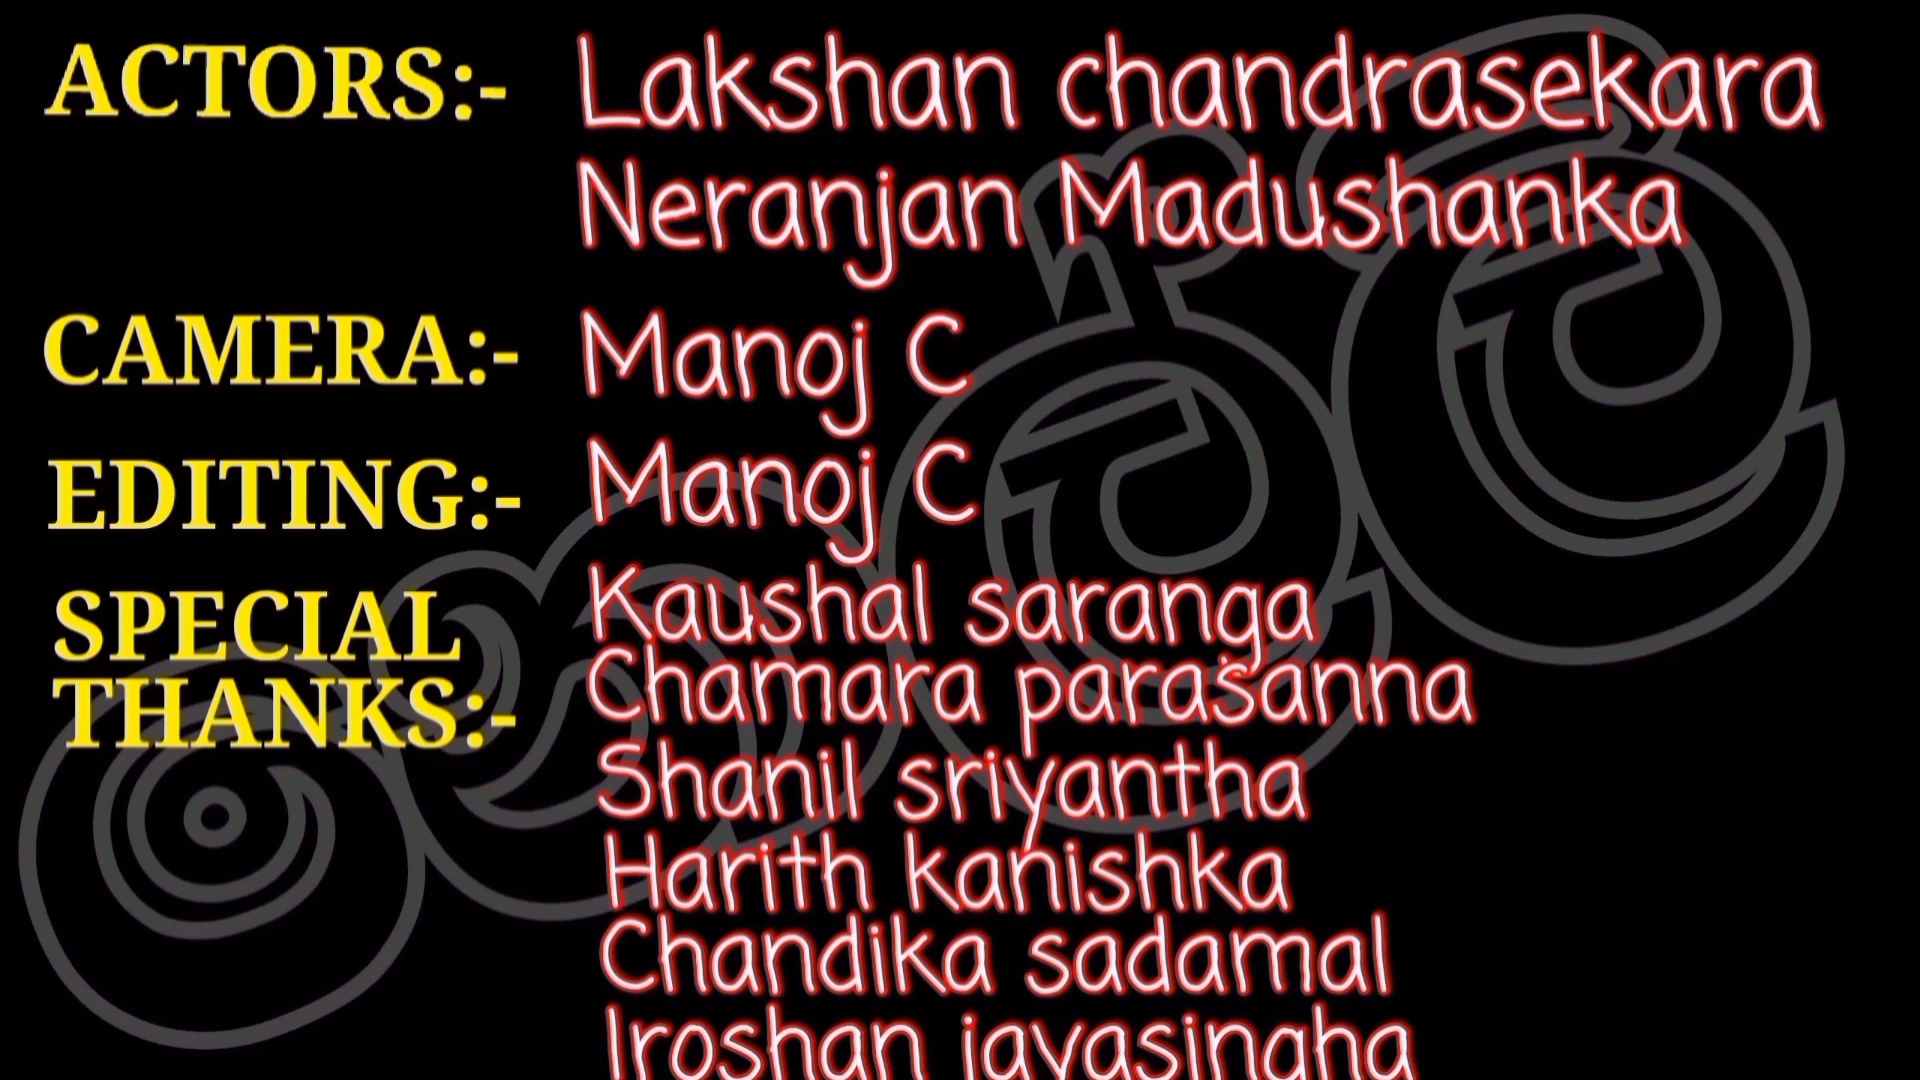 ACTORS:- Lakshan chandrasekara
Neranjan Madushanka
CAMERA:- Manoj C
EDITING:- Manoj C
SPECIAL THANKS:- Kaushal saranga
Chamara parasanna
Shanil sriyantha
Harith kanishka
Chandika sadamal
Iroshan jayasingha